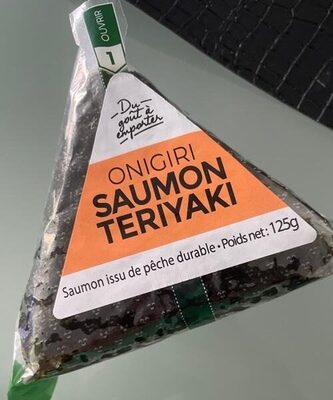 OUVRIR
1
Du
goût à
emporter
ONIGIRI
SAUMON
TERIYAKI
Saumon issu de pêche durable • Poids net : 125g